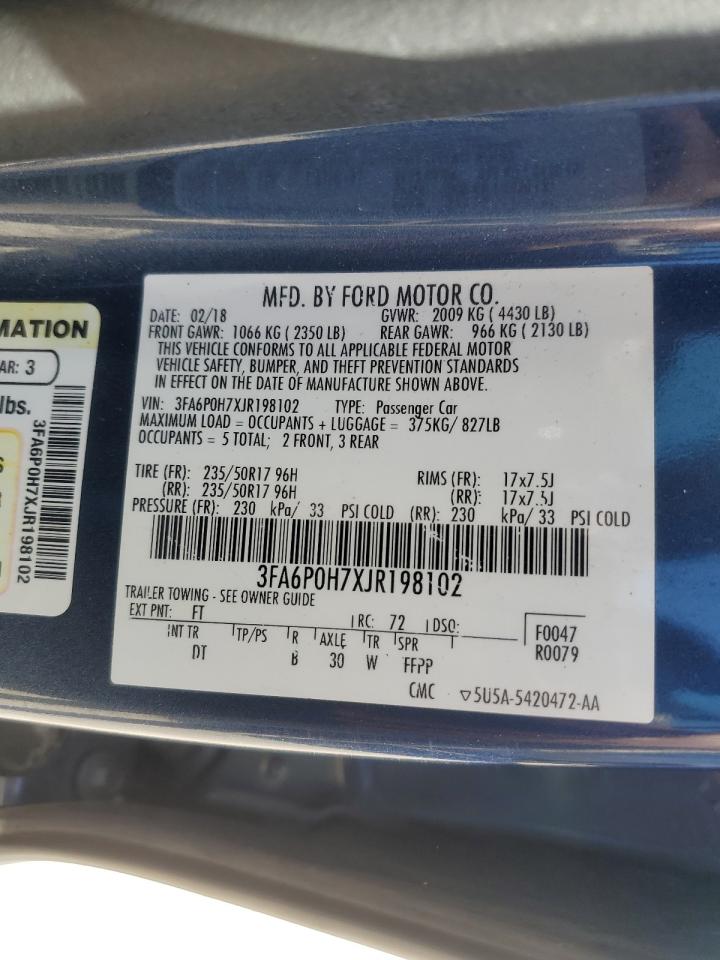 MFD. BY FORD MOTOR CO.
DATE: 02/18 GVWR: 2009 KG ( 4430 LB)
FRONT GAWR: 1066 KG ( 2350 LB) REAR GAWR: 966 KG ( 2130 LB)
THIS VEHICLE CONFORMS TO ALL APPLICABLE FEDERAL MOTOR
VEHICLE SAFETY, BUMPER, AND THEFT PREVENTION STANDARDS
IN EFFECT ON THE DATE OF MANUFACTURE SHOWN ABOVE.
VIN: 3FA6P0H7XJR198102 TYPE: Passenger Car
MAXIMUM LOAD = OCCUPANTS + LUGGAGE = 375KG/ 827LB
OCCUPANTS = 5 TOTAL; 2 FRONT, 3 REAR
TIRE (FR): 235/50R17 96H RIMS (FR): 17x7.5J
(RR): 235/50R17 96H (RR): 17x7.5J
PRESSURE (FR): 230 kPa/ 33 PSI COLD (RR): 230 kPa/ 33 PSI COLD
3FA6P0H7XJR198102
TRAILER TOWING - SEE OWNER GUIDE
EXT PNT: FT RC: 72 DSO: F0047
INT TR TP/PS R AXLE TR SPR R0079
DT B 30 W FFPP
CMC ▽5U5A-5420472-AA
MATION
AR: 3
lbs.
3FA6P0H7XJR198102